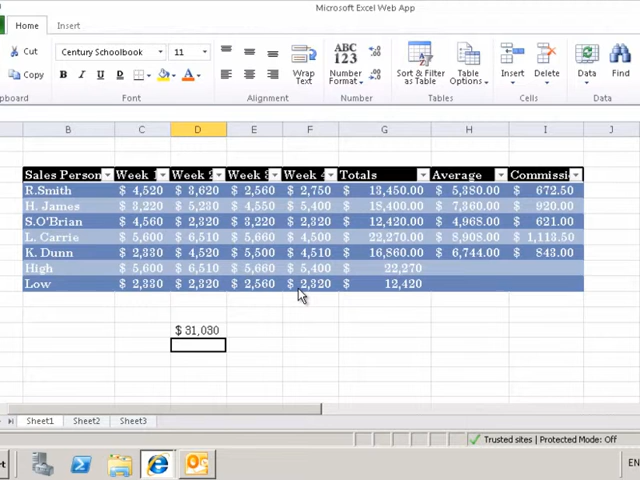 Microsoft Excel Web App
Home Insert
Cut
Copy
Century Schoolbook 11
B I U D A
Wrap Text
ABC 123
Number Format
Sort & Filter as Table
Table Options
Insert
Delete
Data
Find
lipboard Font Alignment Number Tables Cells Data
B C D E F G H I J
Sales Person Week 1 Week 2 Week 3 Week 4 Totals Average Commissi
R.Smith $ 4,520 $ 3,620 $ 2,560 $ 2,750 $ 13,450.00 $ 5,380.00 $ 672.50
H. James $ 3,220 $ 5,230 $ 4,550 $ 5,400 $ 18,400.00 $ 7,360.00 $ 920.00
S.O'Brian $ 4,560 $ 2,320 $ 3,220 $ 2,320 $ 12,420.00 $ 4,968.00 $ 621.00
L. Carrie $ 5,600 $ 6,510 $ 5,660 $ 4,500 $ 22,270.00 $ 8,908.00 $ 1,113.50
K. Dunn $ 2,330 $ 4,520 $ 5,500 $ 4,510 $ 16,860.00 $ 6,744.00 $ 843.00
High $ 5,600 $ 6,510 $ 5,660 $ 5,400 $ 22,270
Low $ 2,330 $ 2,320 $ 2,560 $ 2,320 $ 12,420
$ 31,030
Sheet1 Sheet2 Sheet3
Trusted sites | Protected Mode: Off
rt
EN